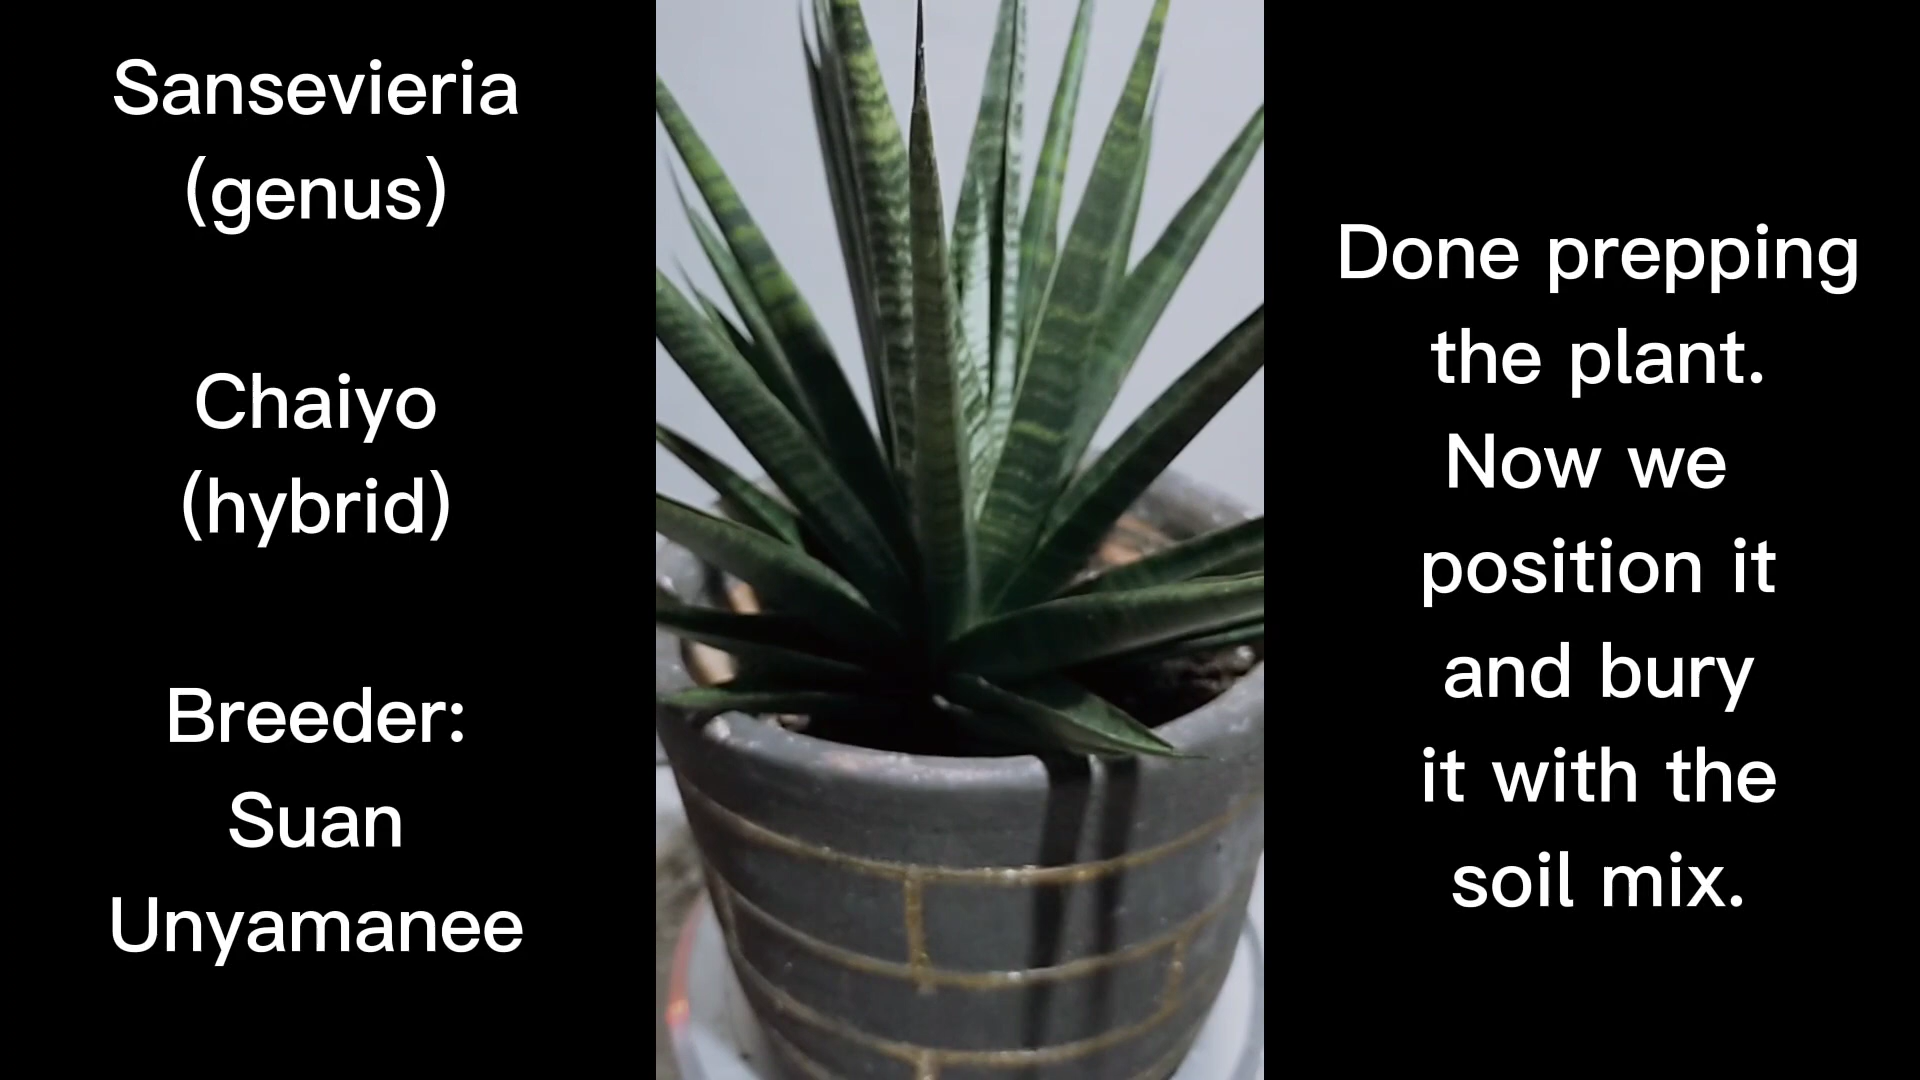 Sansevieria
(genus)
Chaiyo
(hybrid)
Breeder:
Suan
Unyamanee
Done prepping
the plant.
Now we
position it
and bury
it with the
soil mix.